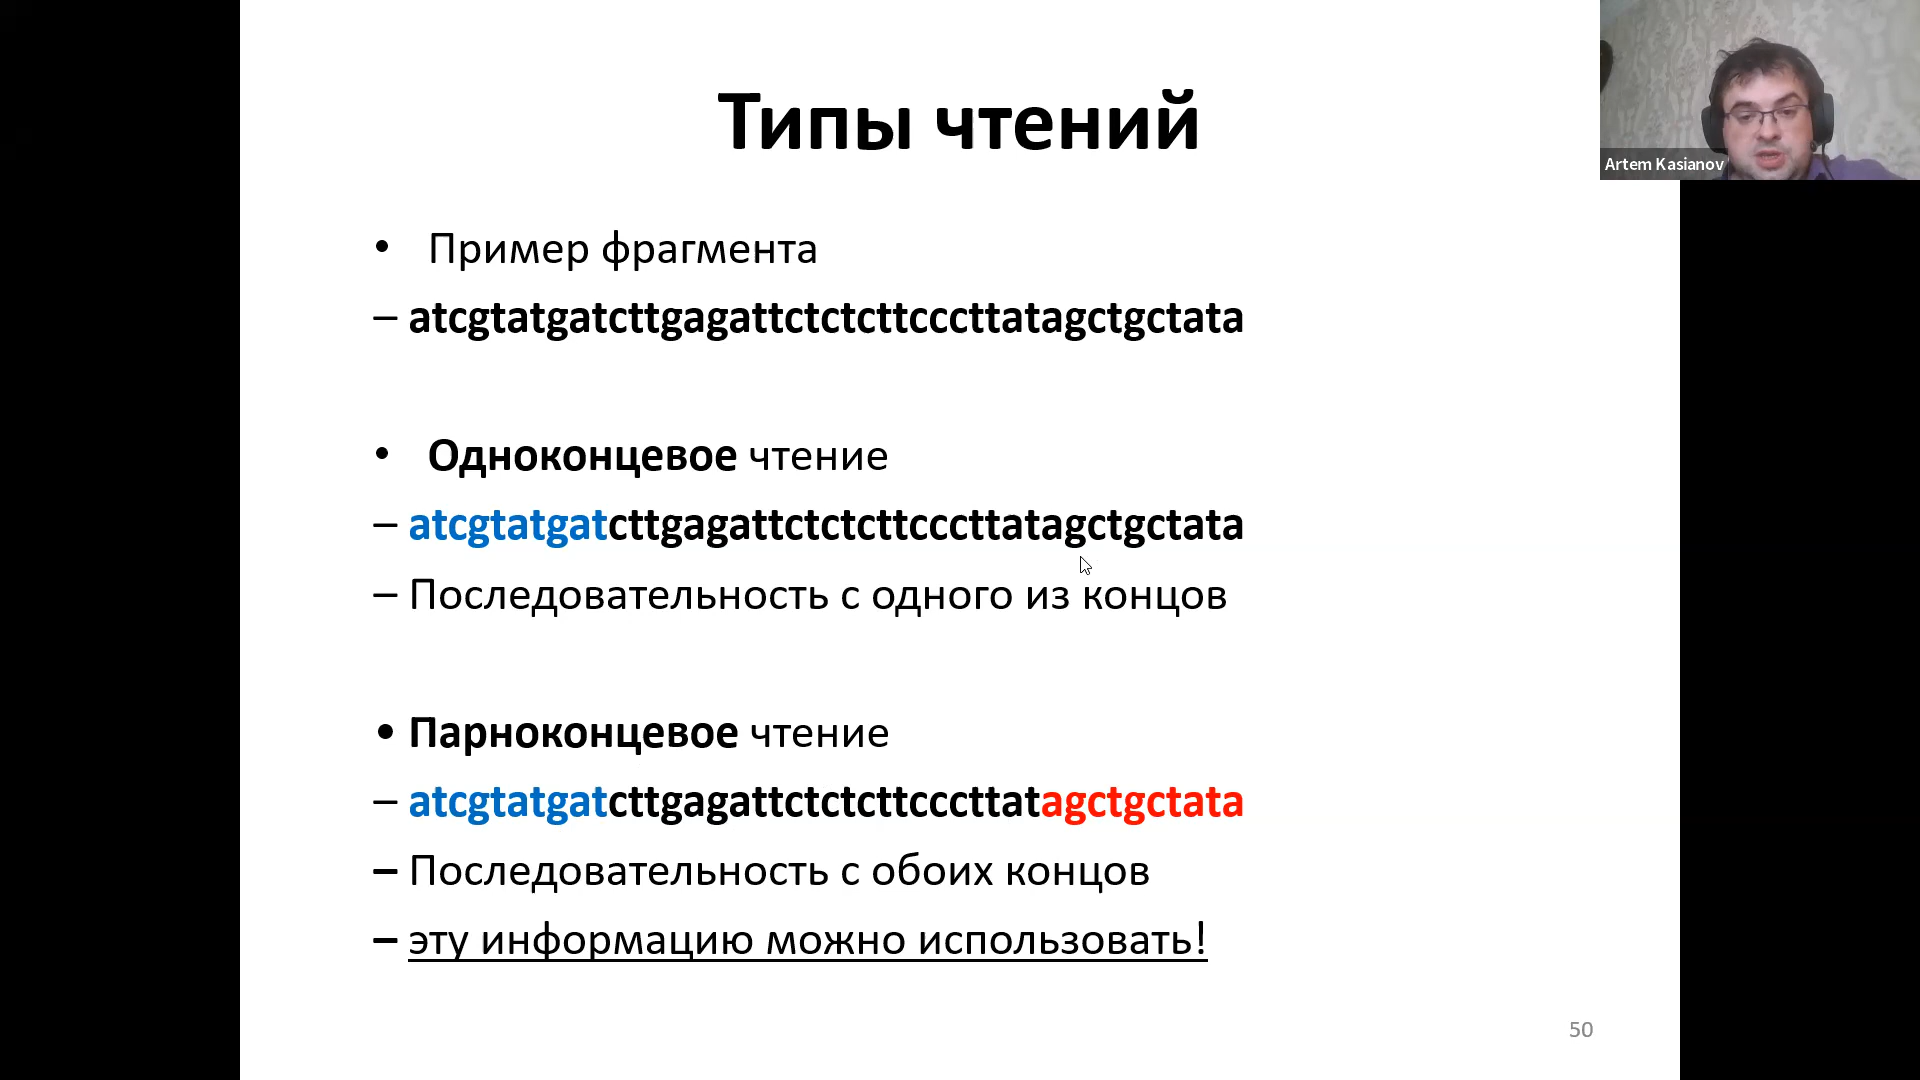 Типы чтений
Artem Kasianov
• Пример фрагмента
– atcgtatgatcttgagattctctcttcccttatagctgctata
• Одноконцевое чтение
– atcgtatgatcttgagattctctcttcccttatagctgctata
– Последовательность с одного из концов
• Парноконцевое чтение
– atcgtatgatcttgagattctctcttcccttatagctgctata
– Последовательность с обоих концов
– эту информацию можно использовать!
50